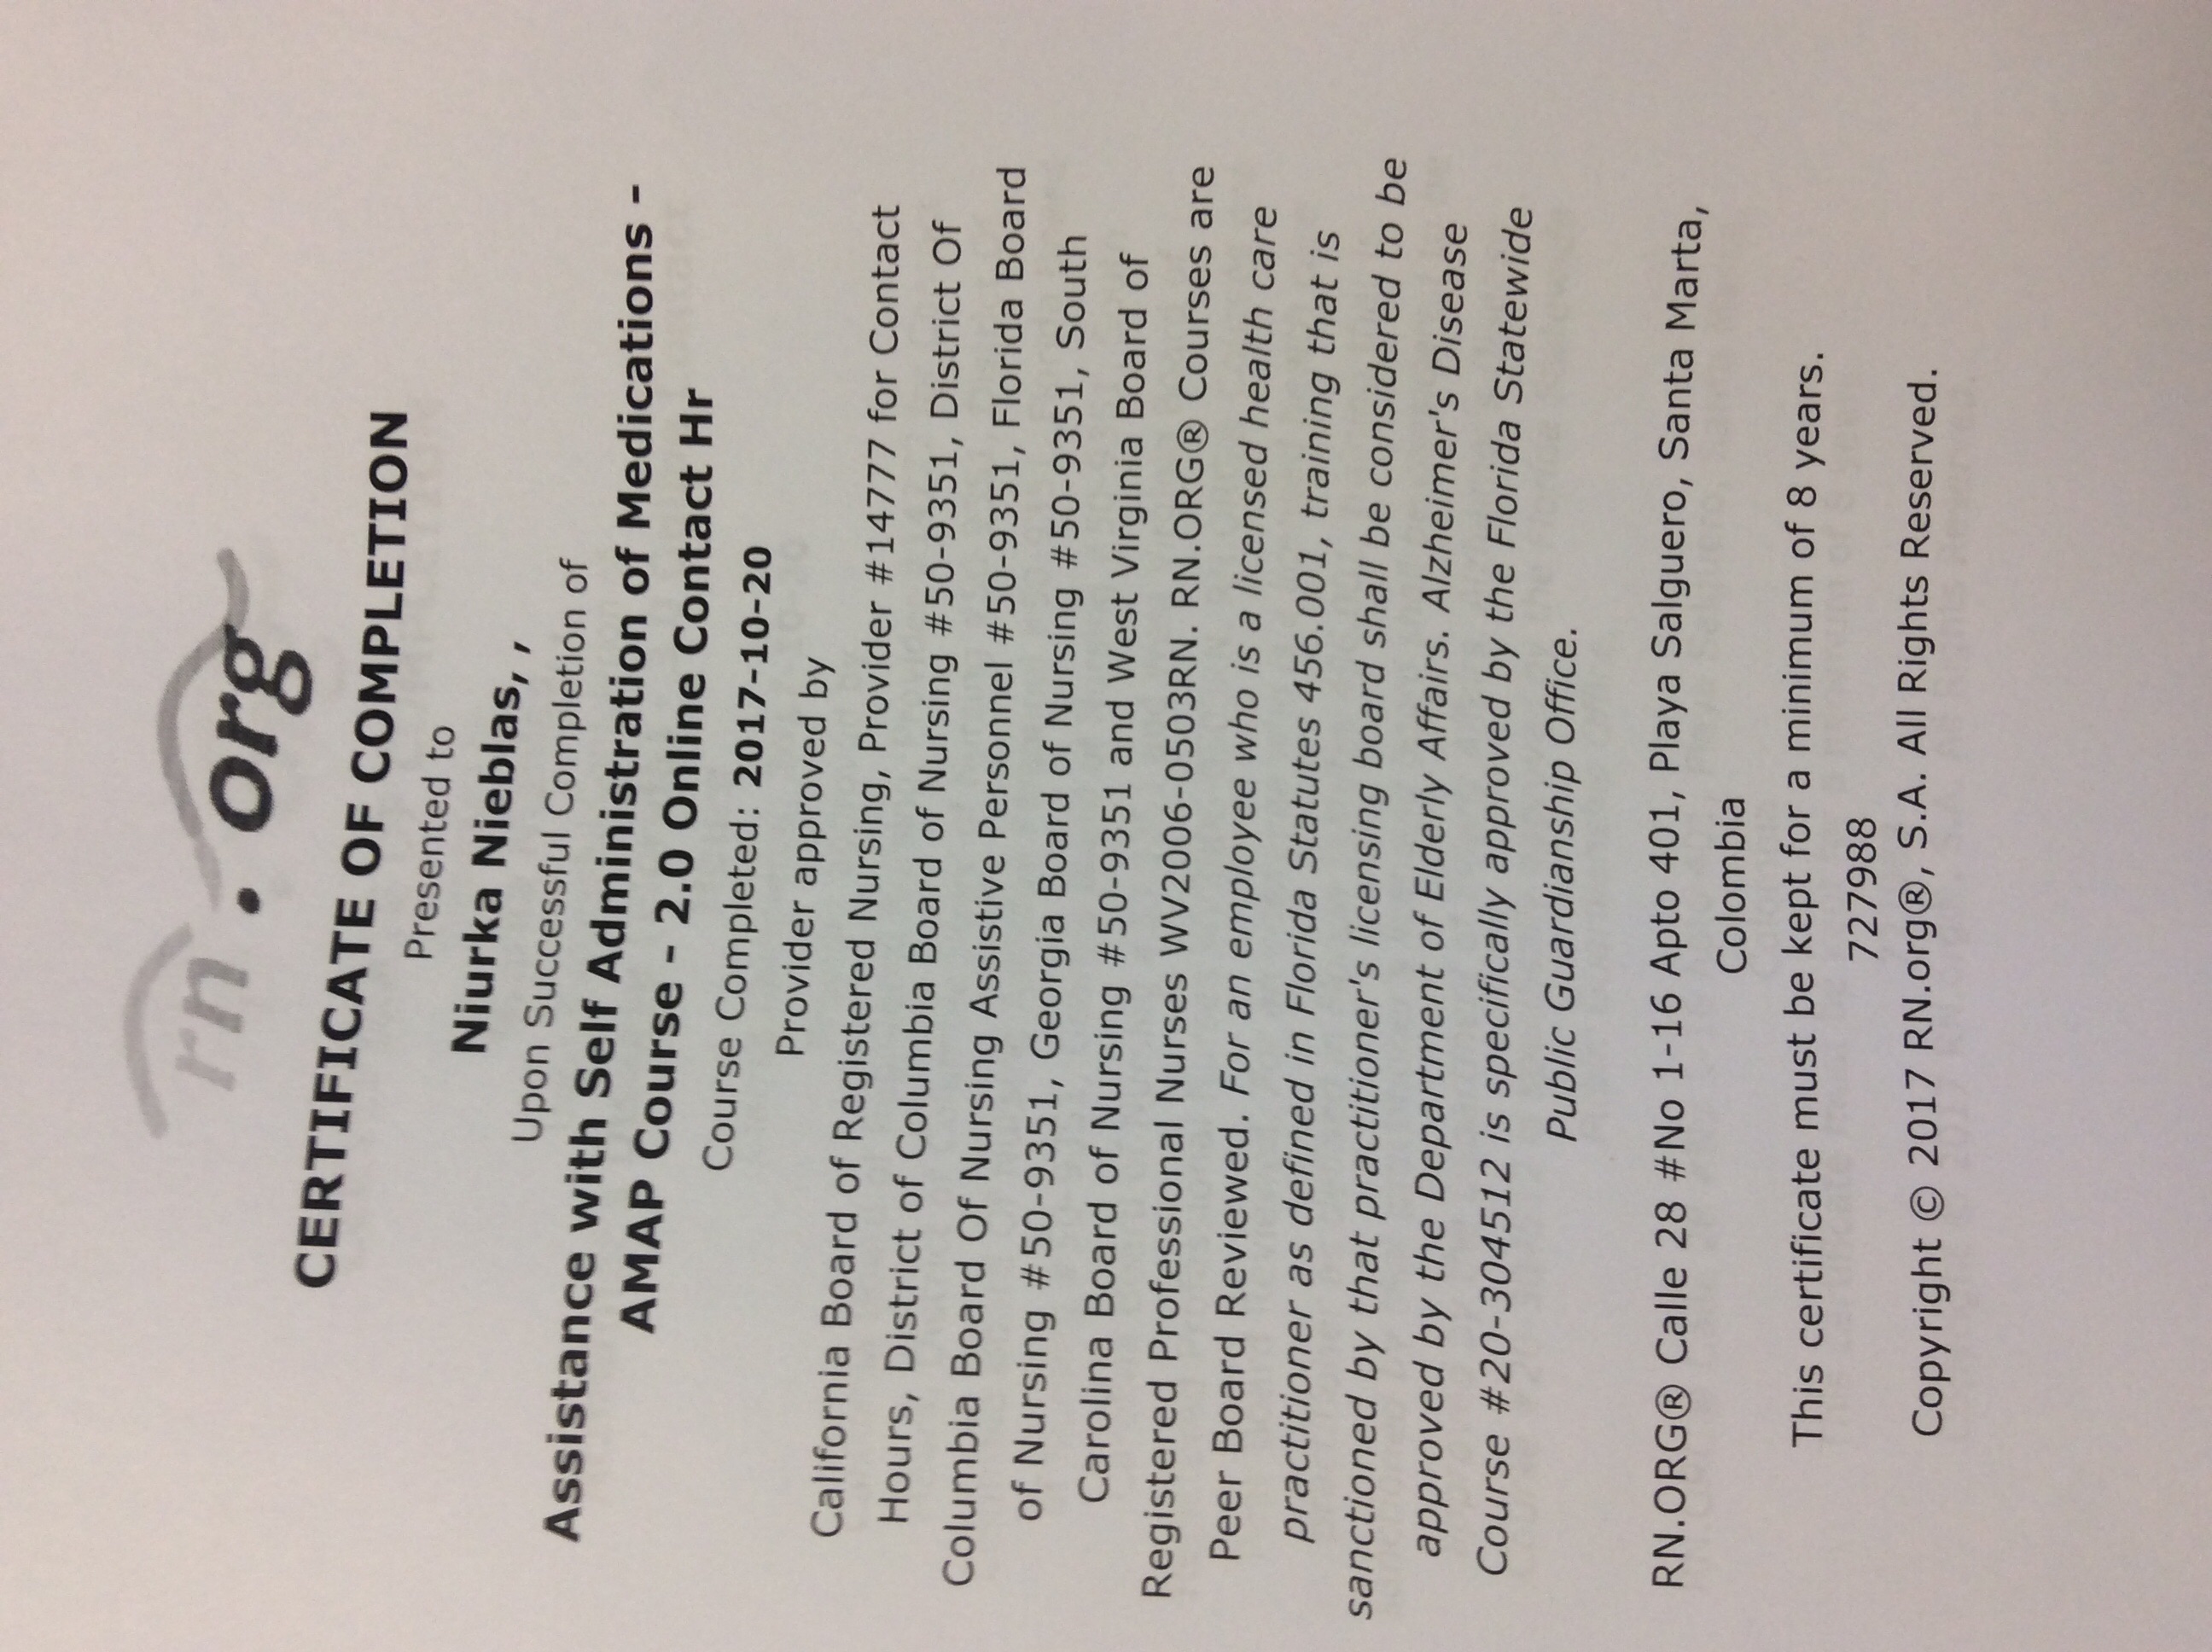 rn.org
CERTIFICATE OF COMPLETION
Presented to
Niurka Nieblas, ,
Upon Successful Completion of
Assistance with Self Administration of Medications -
AMAP Course - 2.0 Online Contact Hr
Course Completed: 2017-10-20
Provider approved by
California Board of Registered Nursing, Provider #14777 for Contact
Hours, District of Columbia Board of Nursing #50-9351, District Of
Columbia Board Of Nursing Assistive Personnel #50-9351, Florida Board
of Nursing #50-9351, Georgia Board of Nursing #50-9351, South
Carolina Board of Nursing #50-9351 and West Virginia Board of
Registered Professional Nurses WV2006-0503RN. RN.ORG® Courses are
Peer Board Reviewed. For an employee who is a licensed health care
practitioner as defined in Florida Statutes 456.001, training that is
sanctioned by that practitioner's licensing board shall be considered to be
approved by the Department of Elderly Affairs. Alzheimer's Disease
Course #20-304512 is specifically approved by the Florida Statewide
Public Guardianship Office.
RN.ORG® Calle 28 #No 1-16 Apto 401, Playa Salguero, Santa Marta,
Colombia
This certificate must be kept for a minimum of 8 years.
727988
Copyright © 2017 RN.org®, S.A. All Rights Reserved.